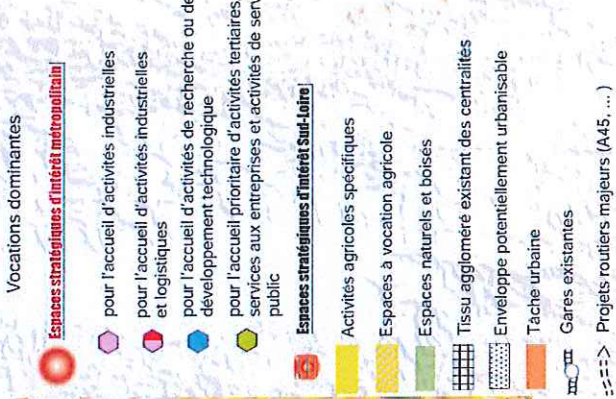 Vocations dominantes
Espaces stratégiques d'intérêt métropolitain
pour l'accueil d'activités industrielles
pour l'accueil d'activités industrielles
et logistiques
pour l'accueil d'activités de recherche ou de
développement technologique
pour l'accueil prioritaire d'activités tertiaires
services aux entreprises et activités de
public
Espaces stratégiques d'intérêt Sud-Loire
Activités agricoles spécifiques
Espaces à vocation agricole
Espaces naturels et boisés
Tissu aggloméré existant des centralités
Enveloppe potentiellement urbanisable
Tache urbaine
Gares existantes
Projets routiers majeurs (A45, ... )